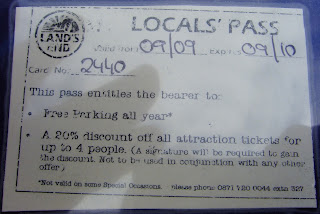 LAND'S
END
LOCALS' PASS
Valid from 09/09 expires 09/10
Card No. 2440
This pass entitles the bearer to:
• Free Parking all year*
• A 20% discount off all attraction tickets for
up to 4 people. (A signature will be required to gain
the discount. Not to be used in conjunction with any other
offer)
*Not valid on some Special Occasions. please phone 0871 720 0044 extn 327